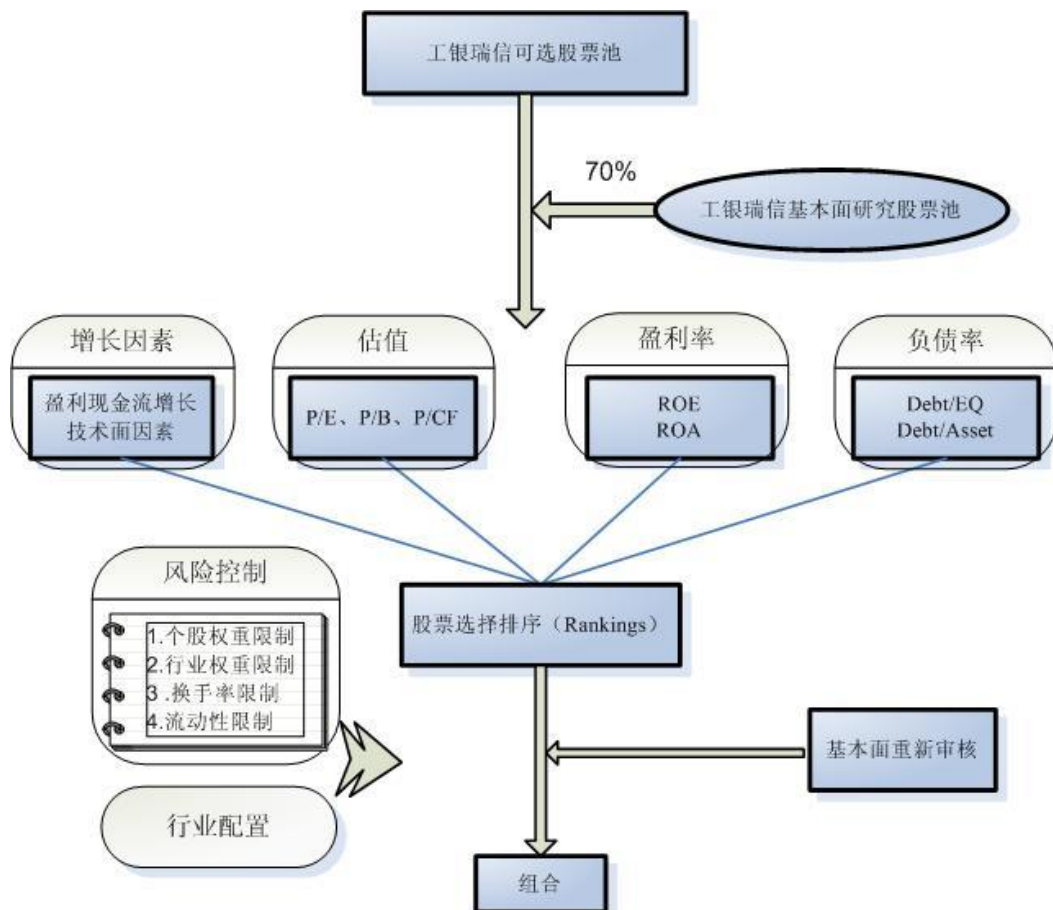 工银瑞信可选股票池
70%
工银瑞信基本面研究股票池
增长因素
盈利现金流增长
技术面因素
估值
P/E、P/B、P/CF
盈利率
ROE
ROA
负债率
Debt/EQ
Debt/Asset
风险控制
1.个股权重限制
2.行业权重限制
3 .换手率限制
4.流动性限制
股票选择排序（Rankings）
基本面重新审核
行业配置
组合